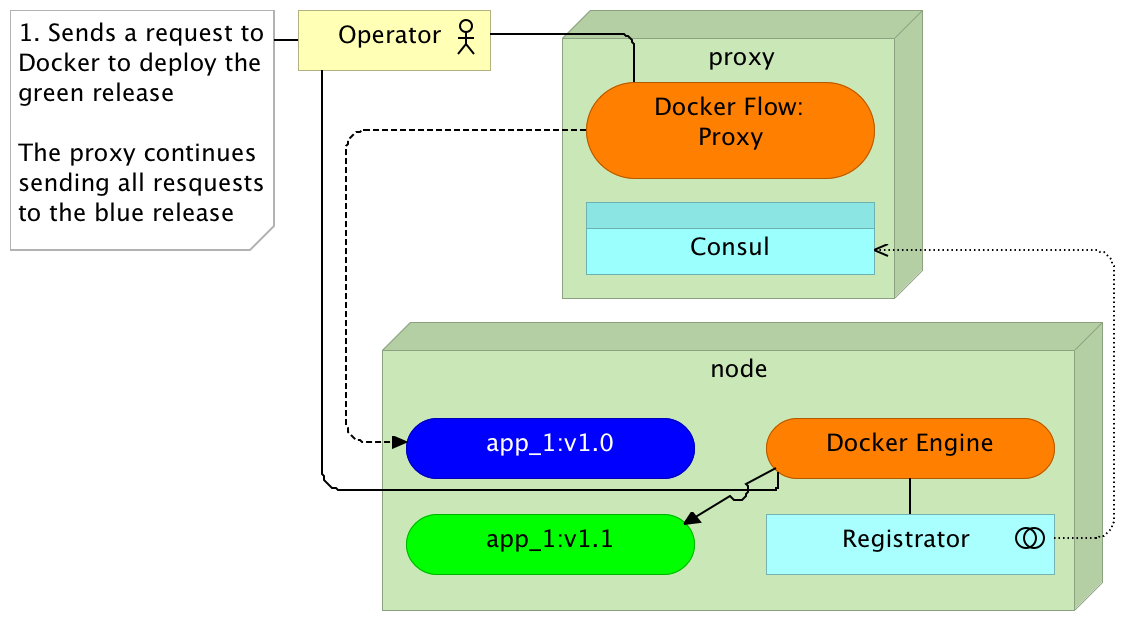 1. Sends a request to
Docker to deploy the
green release
The proxy continues
sending all resquests
to the blue release
Operator
proxy
Docker Flow:
Proxy
Consul
node
app_1:v1.0
Docker Engine
app_1:v1.1
Registrator